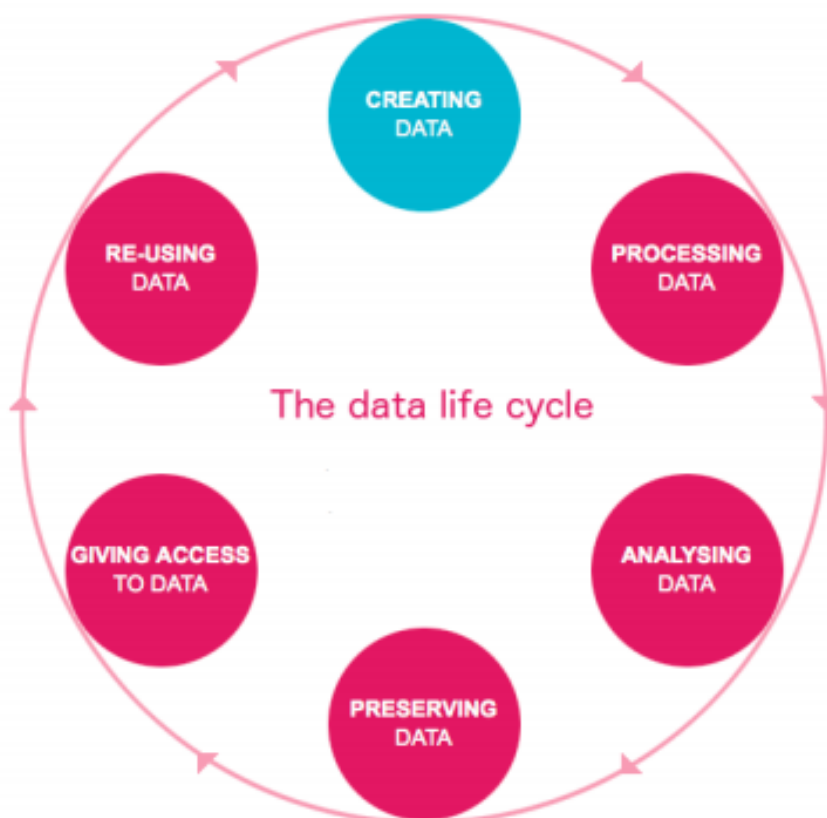 CREATING
DATA
PROCESSING
DATA
ANALYSING
DATA
PRESERVING
DATA
GIVING ACCESS
TO DATA
RE-USING
DATA
The data life cycle